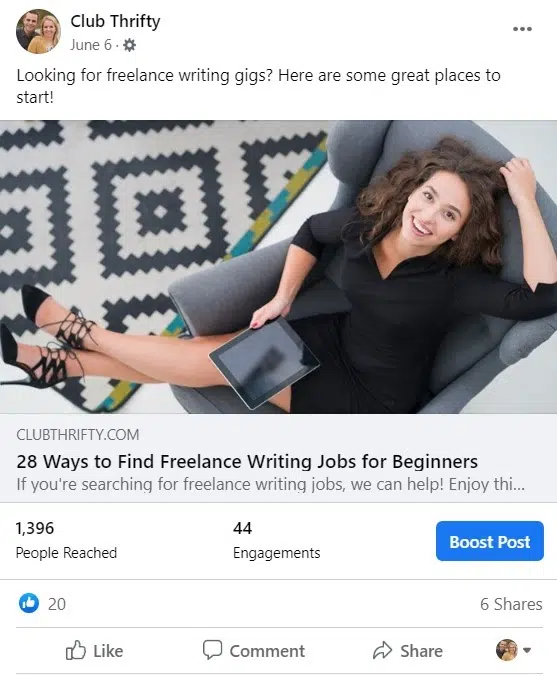 Club Thrifty
June 6 ·
Looking for freelance writing gigs? Here are some great places to
start!
CLUBTHRIFTY.COM
28 Ways to Find Freelance Writing Jobs for Beginners
If you're searching for freelance writing jobs, we can help! Enjoy thi...
1,396
People Reached
44
Engagements
Boost Post
20
6 Shares
Like
Comment
Share